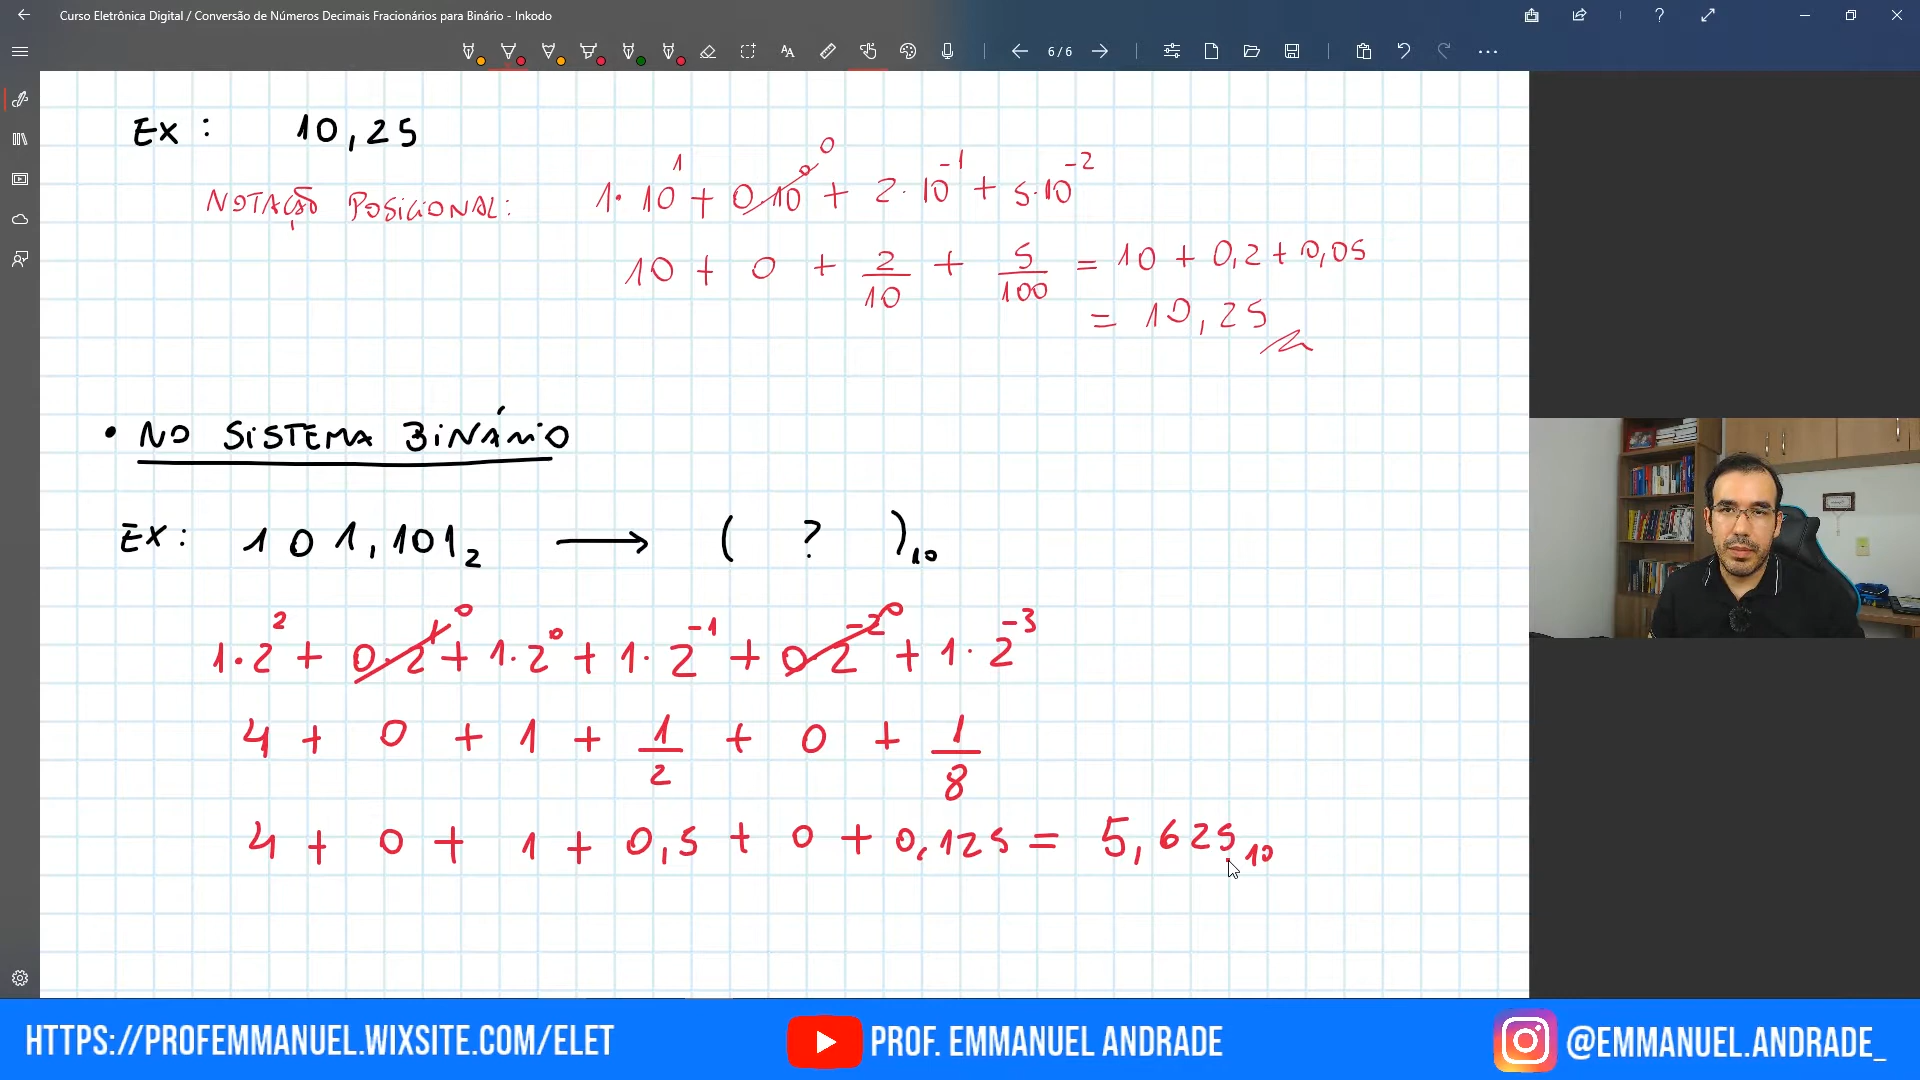 Curso Eletrônica Digital / Conversão de Números Decimais Fracionários para Binário - Inkodo
6/6
Ex : 10,25
NOTAÇÃO POSICIONAL: 1·10¹ + 0·10⁰ + 2·10⁻¹ + 5·10⁻²
0
10 + 0 + 2/10 + 5/100 = 10 + 0,2 + 0,05
= 10,25
• NO SISTEMA BINÁRIO
EX: 101,101₂ → ( ? )₁₀
0 0
1·2² + 0·2¹ + 1·2⁰ + 1·2⁻¹ + 0·2⁻² + 1·2⁻³
4 + 0 + 1 + 1/2 + 0 + 1/8
4 + 0 + 1 + 0,5 + 0 + 0,125 = 5,625₁₀
HTTPS://PROFEMMANUEL.WIXSITE.COM/ELET
PROF. EMMANUEL ANDRADE
@EMMANUEL.ANDRADE_